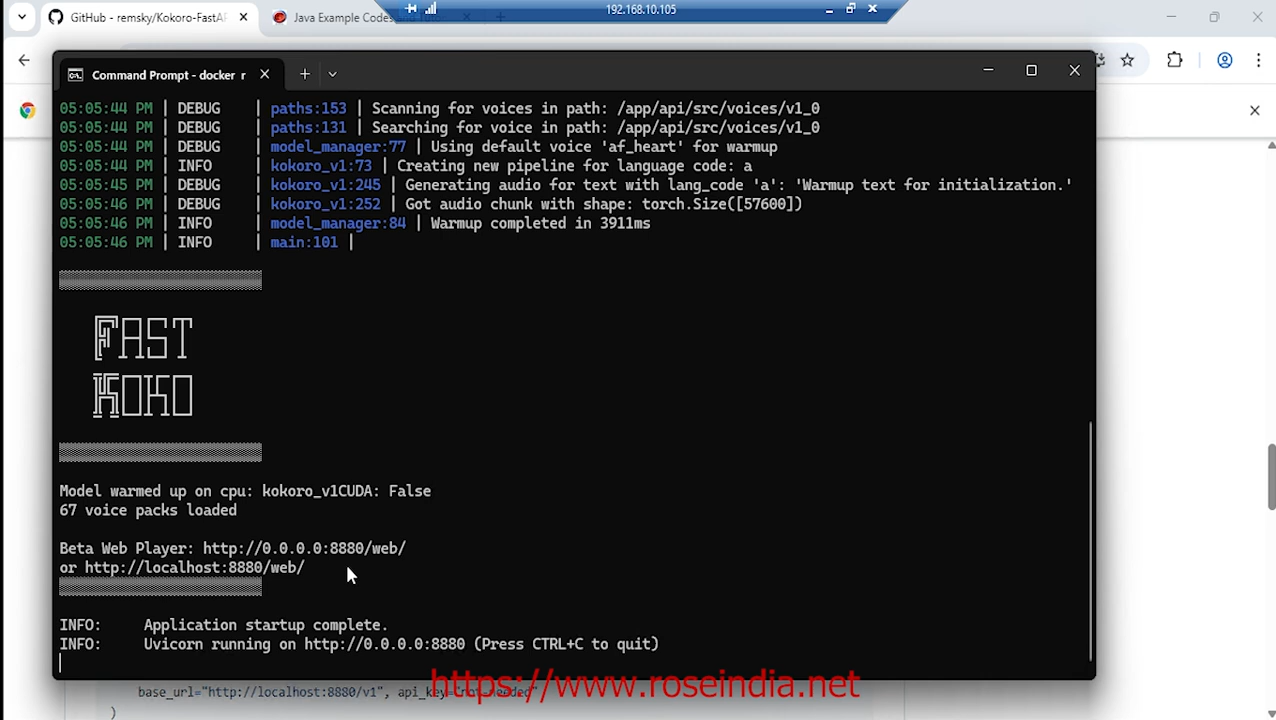 GitHub - remsky/Kokoro-FastAP
Java Example Codes and Tuto
192.168.10.105
Command Prompt - docker r
05:05:44 PM | DEBUG | paths:153 | Scanning for voices in path: /app/api/src/voices/v1_0
05:05:44 PM | DEBUG | paths:131 | Searching for voice in path: /app/api/src/voices/v1_0
05:05:44 PM | DEBUG | model_manager:77 | Using default voice 'af_heart' for warmup
05:05:44 PM | INFO | kokoro_v1:73 | Creating new pipeline for language code: a
05:05:45 PM | DEBUG | kokoro_v1:245 | Generating audio for text with lang_code 'a': 'Warmup text for initialization.'
05:05:46 PM | DEBUG | kokoro_v1:252 | Got audio chunk with shape: torch.Size([57600])
05:05:46 PM | INFO | model_manager:84 | Warmup completed in 3911ms
05:05:46 PM | INFO | main:101 |
FAST
KOKO
Model warmed up on cpu: kokoro_v1CUDA: False
67 voice packs loaded
Beta Web Player: http://0.0.0.0:8880/web/
or http://localhost:8880/web/
INFO: Application startup complete.
INFO: Uvicorn running on http://0.0.0.0:8880 (Press CTRL+C to quit)
https://www.roseindia.net
base_url="http://localhost:8880/v1", api_key="not-needed"
)